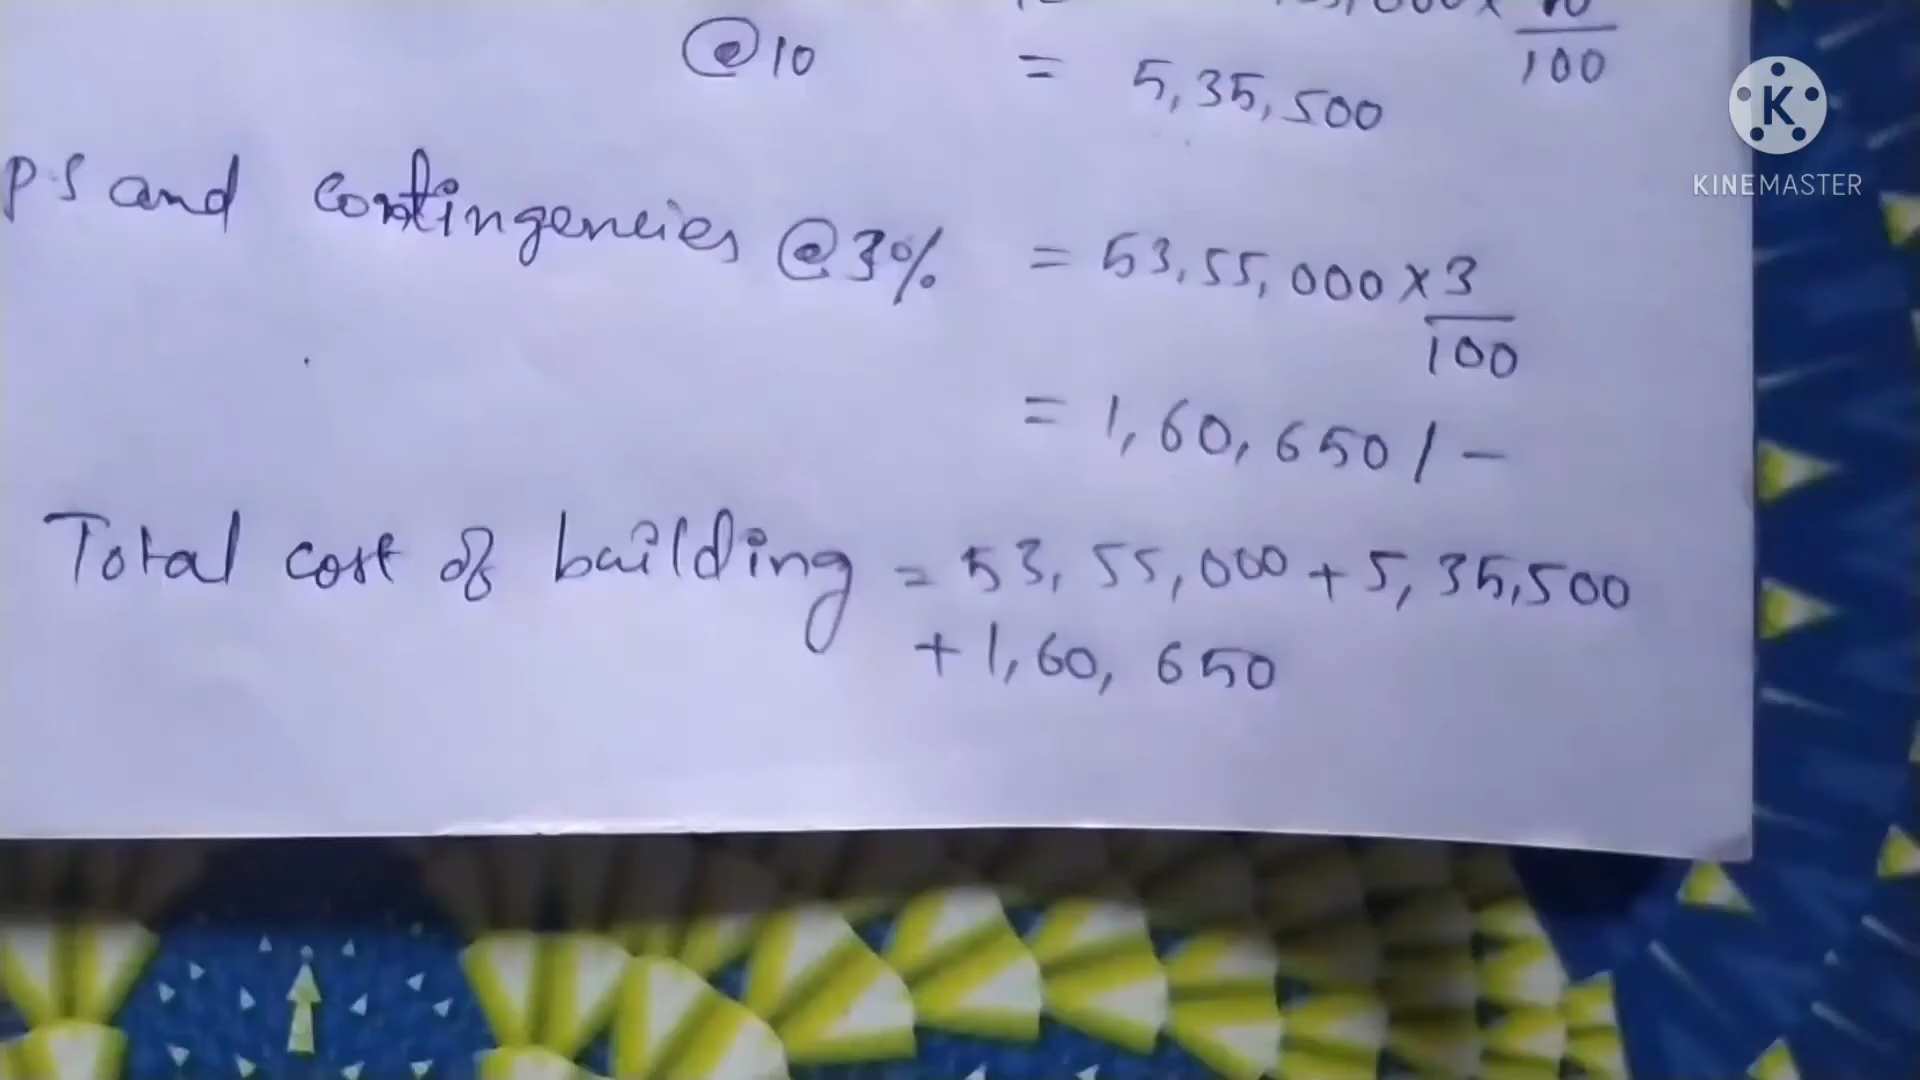 @10 = 5,35,500
100
PS and contingencies @3% = 53,55,000 x 3
100
= 1,60,650/-
Total cost of building = 53,55,000 + 5,35,500
+ 1,60,650
K
KINEMASTER